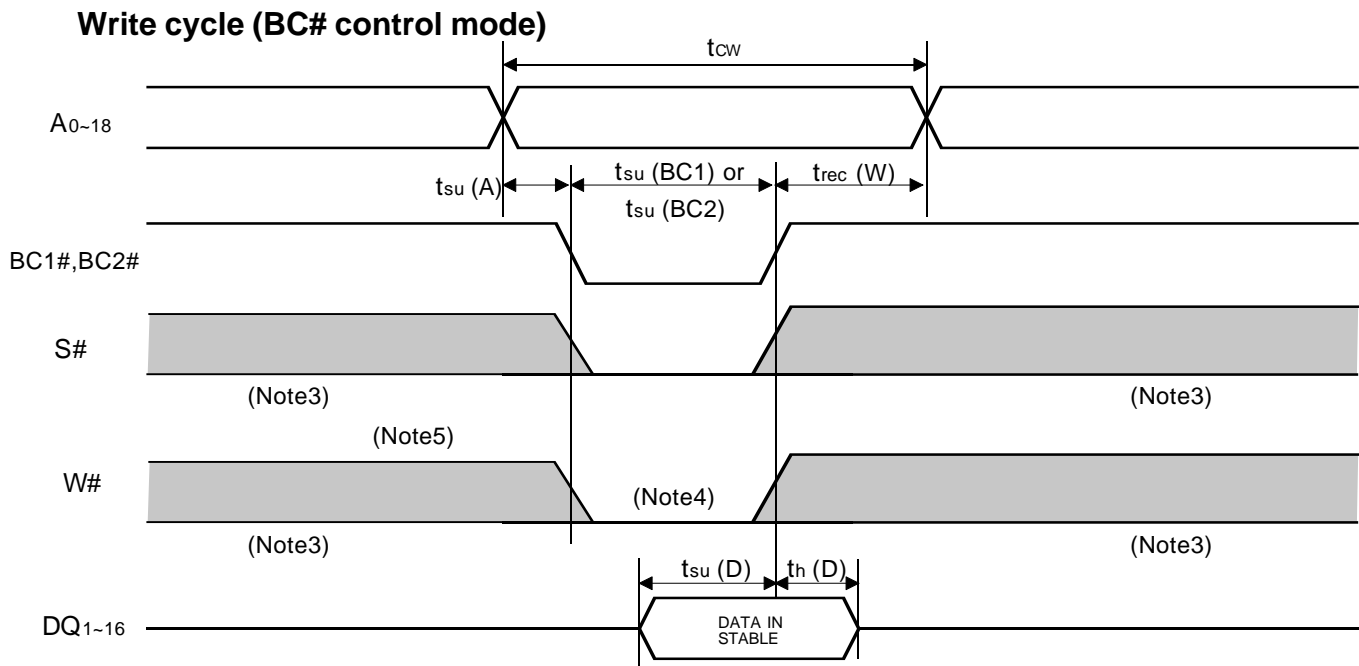 Write cycle (BC# control mode)
tCW
A0~18
tsu (A)
tsu (BC1) or
tsu (BC2)
trec (W)
BC1#,BC2#
S#
(Note3)
(Note3)
(Note5)
W#
(Note4)
(Note3)
(Note3)
tsu (D)
th (D)
DQ1~16
DATA IN
STABLE